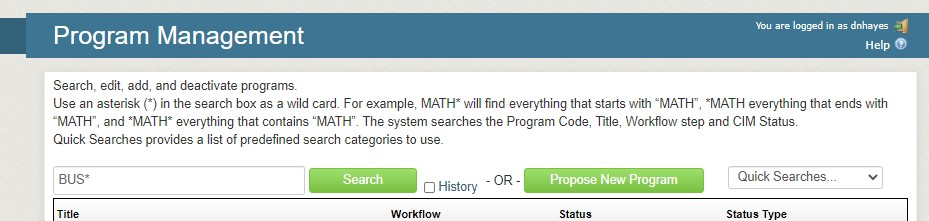 Program Management
You are logged in as dnhayes
Help
Search, edit, add, and deactivate programs.
Use an asterisk (*) in the search box as a wild card. For example, MATH* will find everything that starts with “MATH”, *MATH everything that ends with
“MATH”, and *MATH* everything that contains “MATH”. The system searches the Program Code, Title, Workflow step and CIM Status.
Quick Searches provides a list of predefined search categories to use.
BUS* Search History - OR - Propose New Program Quick Searches...
Title Workflow Status Status Type